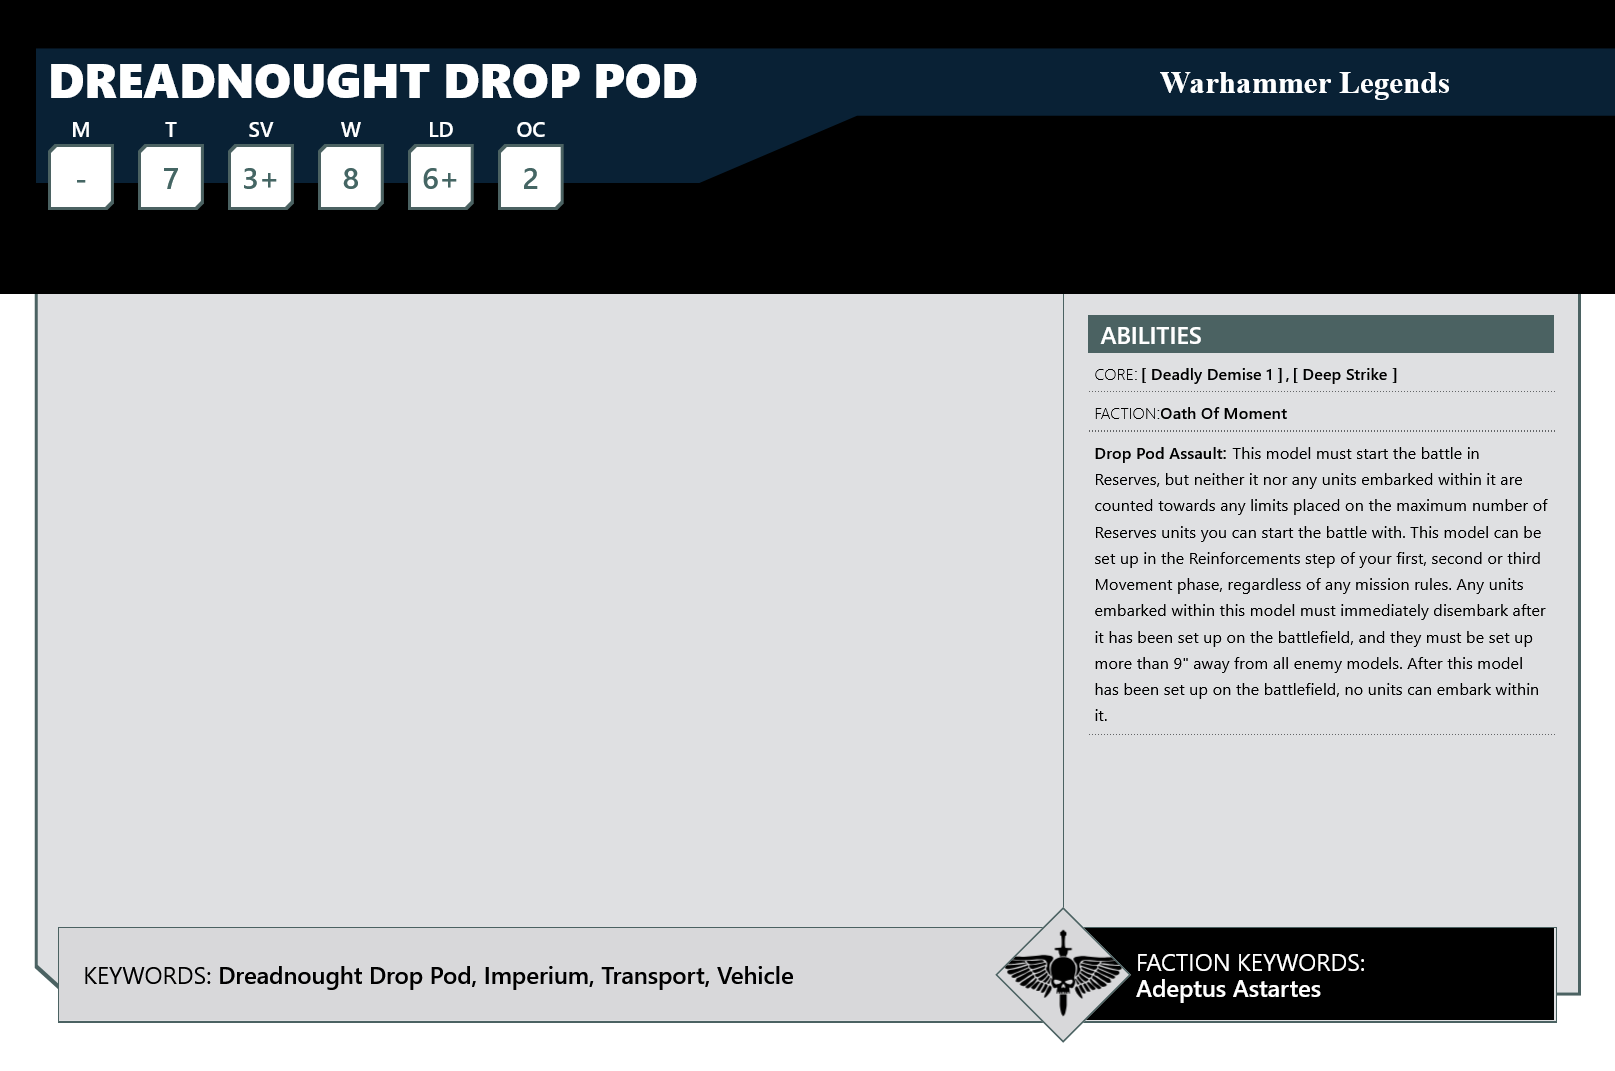 DREADNOUGHT DROP POD
Warhammer Legends
M T SV W LD OC
- 7 3+ 8 6+ 2
ABILITIES
CORE: [ Deadly Demise 1 ] , [ Deep Strike ]
FACTION:Oath Of Moment
Drop Pod Assault: This model must start the battle in
Reserves, but neither it nor any units embarked within it are
counted towards any limits placed on the maximum number of
Reserves units you can start the battle with. This model can be
set up in the Reinforcements step of your first, second or third
Movement phase, regardless of any mission rules. Any units
embarked within this model must immediately disembark after
it has been set up on the battlefield, and they must be set up
more than 9" away from all enemy models. After this model
has been set up on the battlefield, no units can embark within
it.
KEYWORDS: Dreadnought Drop Pod, Imperium, Transport, Vehicle
FACTION KEYWORDS:
Adeptus Astartes